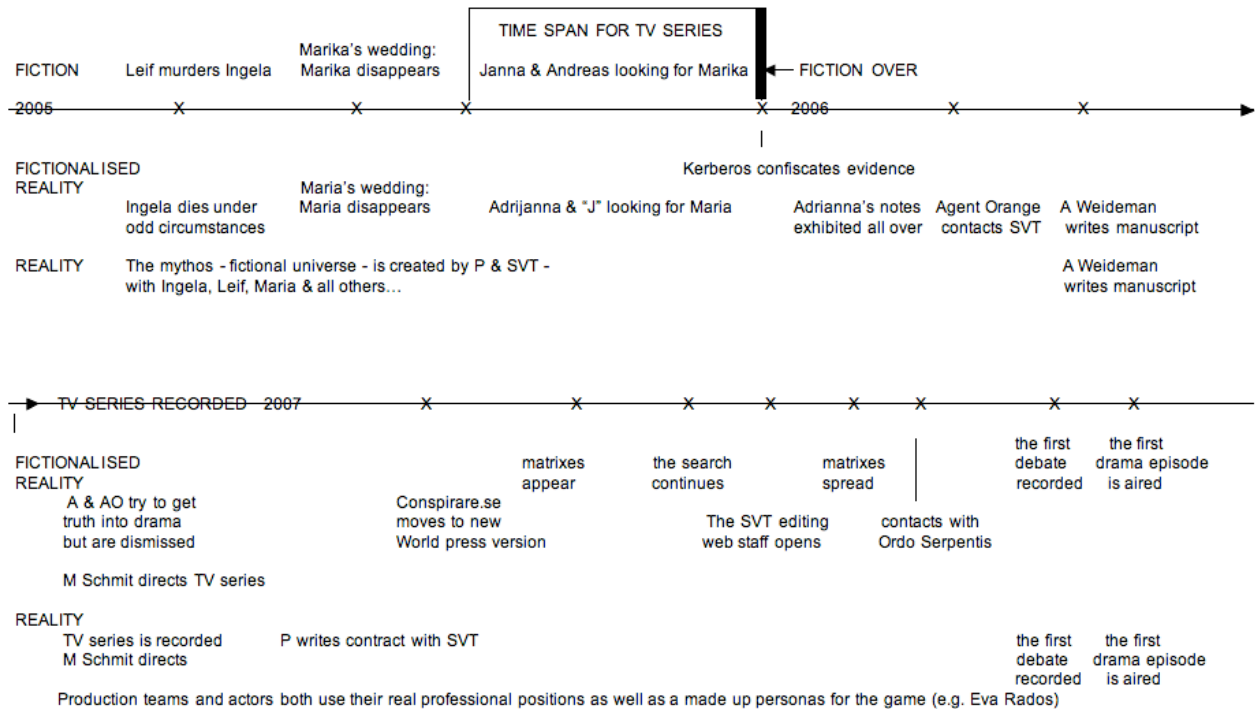 TIME SPAN FOR TV SERIES
Marika's wedding:
FICTION Leif murders Ingela Marika disappears Janna & Andreas looking for Marika FICTION OVER
2005 X X X X 2006 X X
FICTIONALISED Kerberos confiscates evidence
REALITY Maria's wedding:
Ingela dies under Maria disappears Adrijanna & "J" looking for Maria Adrianna's notes Agent Orange A Weideman
odd circumstances exhibited all over contacts SVT writes manuscript
REALITY The mythos - fictional universe - is created by P & SVT - A Weideman
with Ingela, Leif, Maria & all others... writes manuscript
TV SERIES RECORDED 2007 X X X X X X X X
the first the first
FICTIONALISED matrixes the search matrixes debate drama episode
REALITY appear continues spread recorded is aired
A & AO try to get Conspirare.se
truth into drama moves to new The SVT editing contacts with
but are dismissed World press version web staff opens Ordo Serpentis
M Schmit directs TV series
REALITY
TV series is recorded P writes contract with SVT the first the first
M Schmit directs debate drama episode
recorded is aired
Production teams and actors both use their real professional positions as well as a made up personas for the game (e.g. Eva Rados)